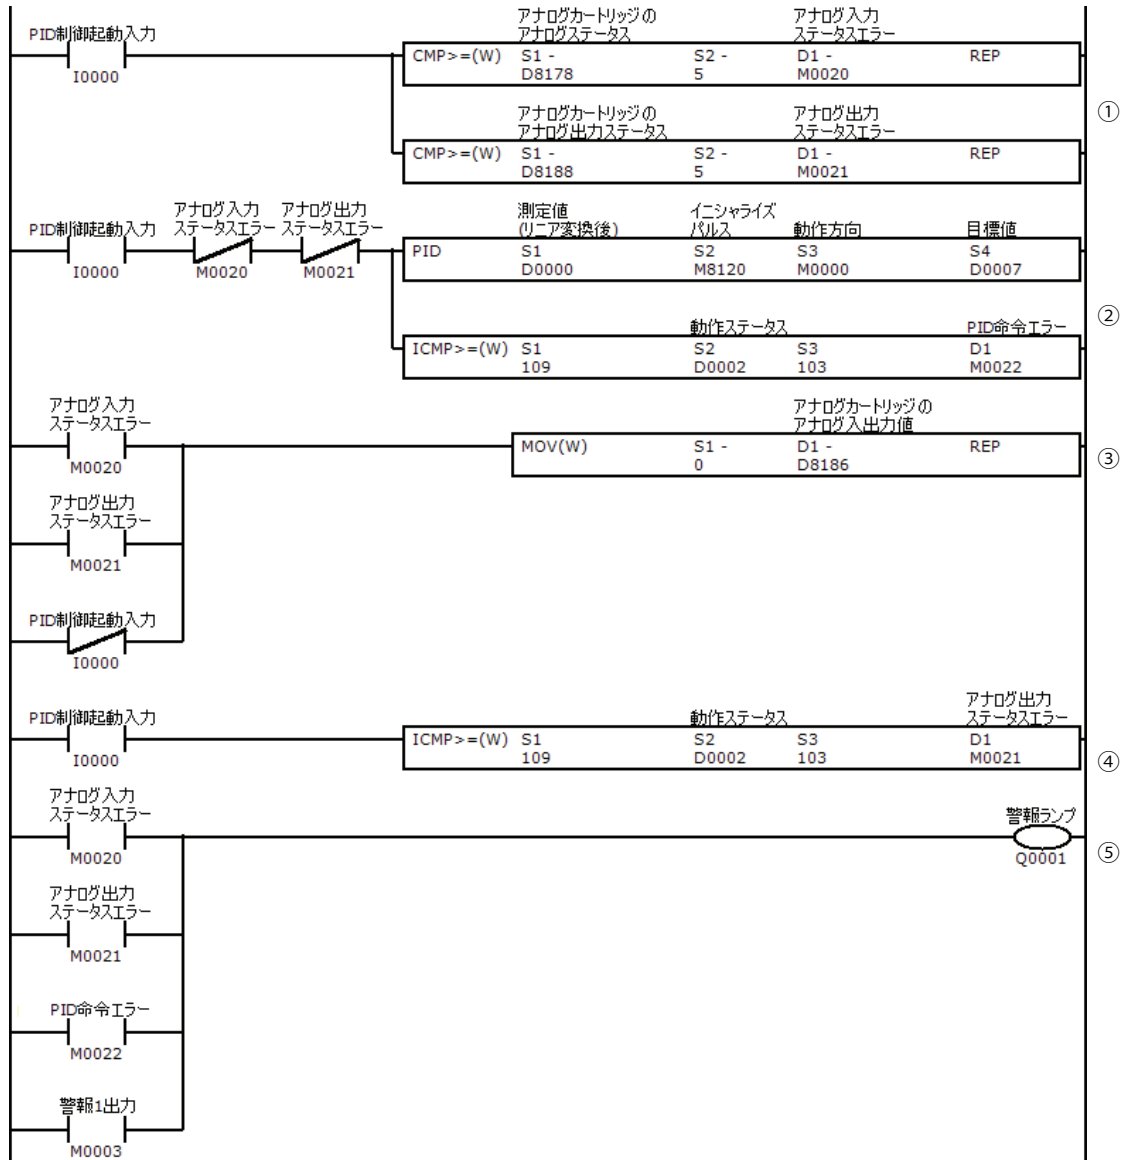 アナログカートリッジの
アナログステータス
アナログ入力
ステータスエラー
PID制御起動入力
I0000
CMP>=(W) S1 - S2 - D1 - REP
D8178 5 M0020
①
アナログカートリッジの
アナログ出力ステータス
アナログ出力
ステータスエラー
CMP>=(W) S1 - S2 - D1 - REP
D8188 5 M0021
PID制御起動入力
I0000
アナログ入力
ステータスエラー
M0020
アナログ出力
ステータスエラー
M0021
測定値
(リニア変換後)
イニシャライズ
パルス
動作方向
目標値
PID S1 S2 S3 S4
D0000 M8120 M0000 D0007
②
動作ステータス
PID命令エラー
ICMP>=(W) S1 S2 S3 D1
109 D0002 103 M0022
アナログ入力
ステータスエラー
M0020
アナログカートリッジの
アナログ入出力値
MOV(W) S1 - D1 - REP
0 D8186
③
アナログ出力
ステータスエラー
M0021
PID制御起動入力
I0000
PID制御起動入力
I0000
動作ステータス
アナログ出力
ステータスエラー
ICMP>=(W) S1 S2 S3 D1
109 D0002 103 M0021
④
アナログ入力
ステータスエラー
M0020
警報ランプ
Q0001
⑤
アナログ出力
ステータスエラー
M0021
PID命令エラー
M0022
警報1出力
M0003